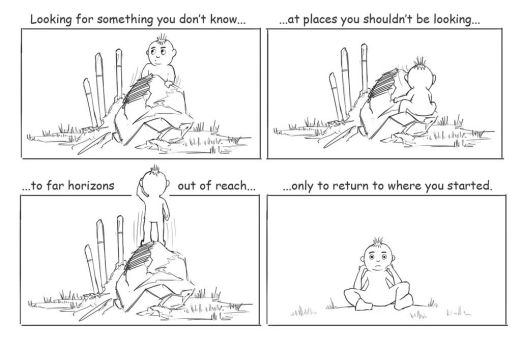 Looking for something you don't know...
...at places you shouldn't be looking...
...to far horizons out of reach...
...only to return to where you started.